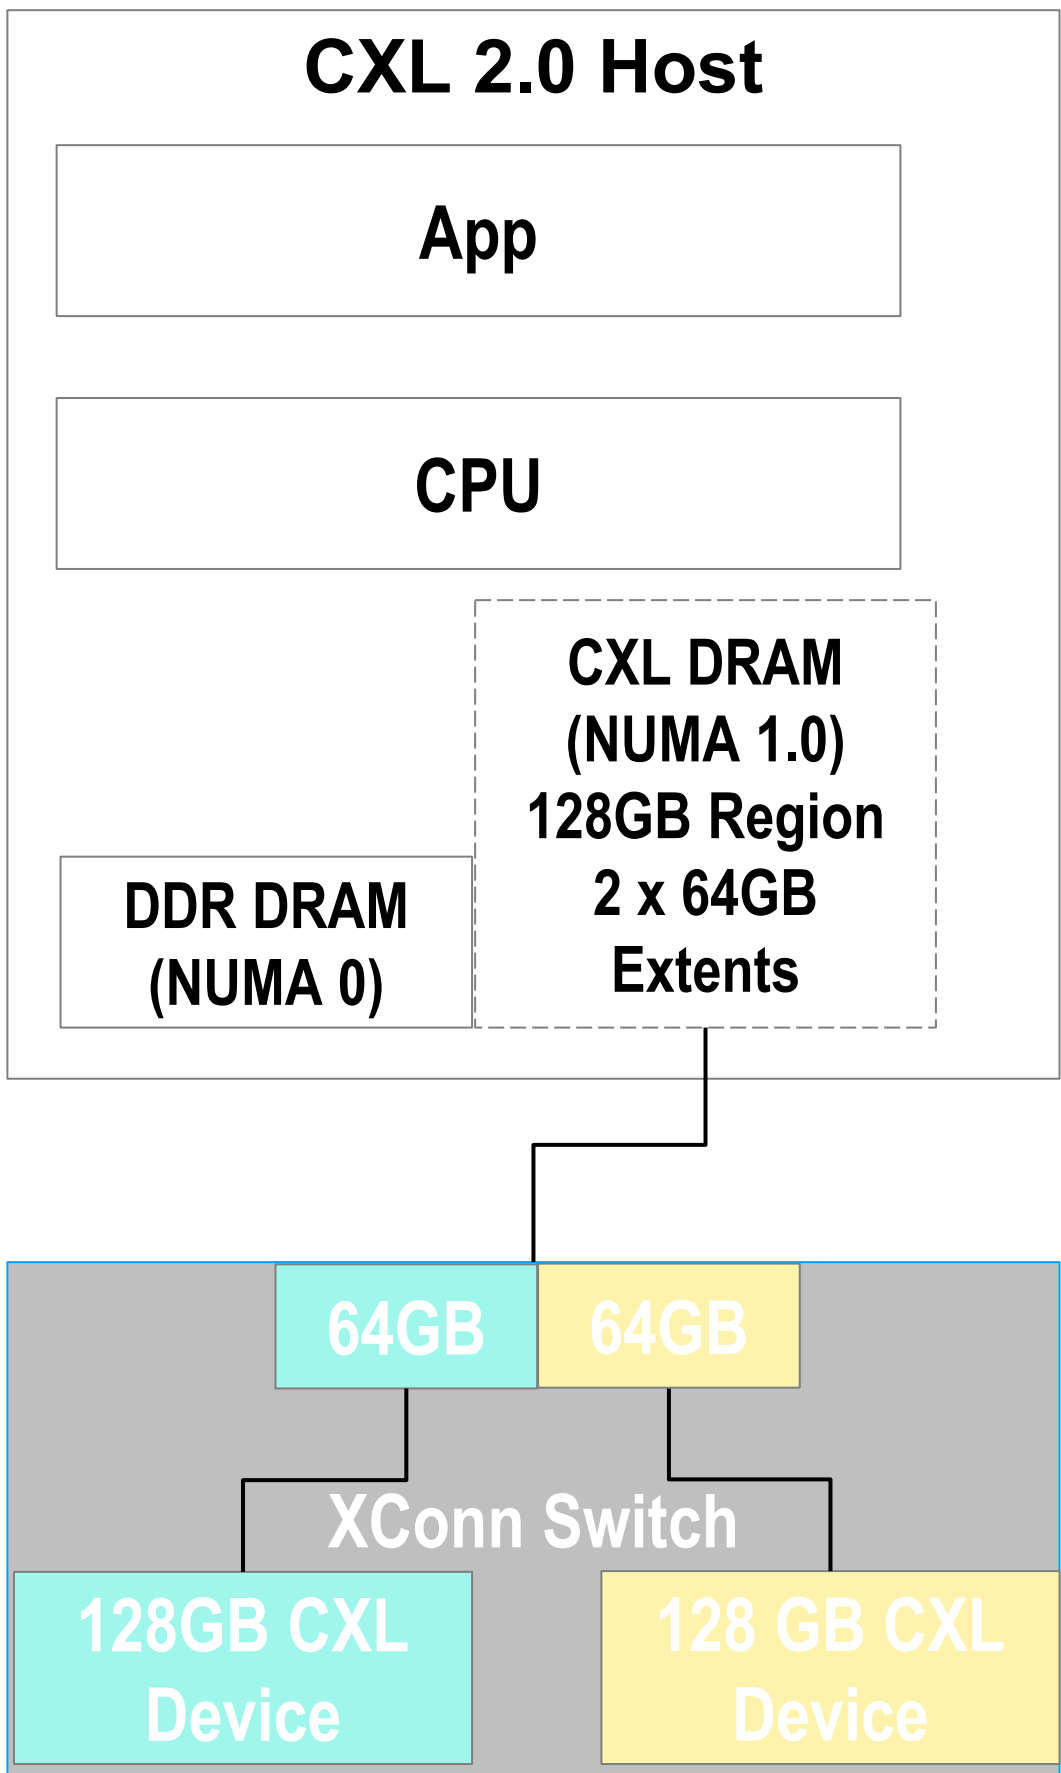 CXL 2.0 Host
App
CPU
CXL DRAM
(NUMA 1.0)
128GB Region
2 x 64GB
Extents
DDR DRAM
(NUMA 0)
64GB
64GB
XConn Switch
128GB CXL
Device
128 GB CXL
Device